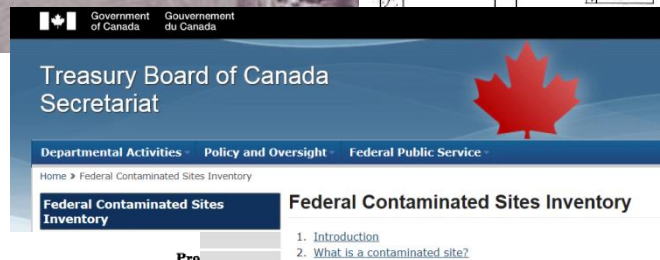 Government of Canada
Gouvernement du Canada
Treasury Board of Canada
Secretariat
Departmental Activities Policy and Oversight Federal Public Service
Home › Federal Contaminated Sites Inventory
Federal Contaminated Sites Inventory
Federal Contaminated Sites Inventory
1. Introduction
2. What is a contaminated site?